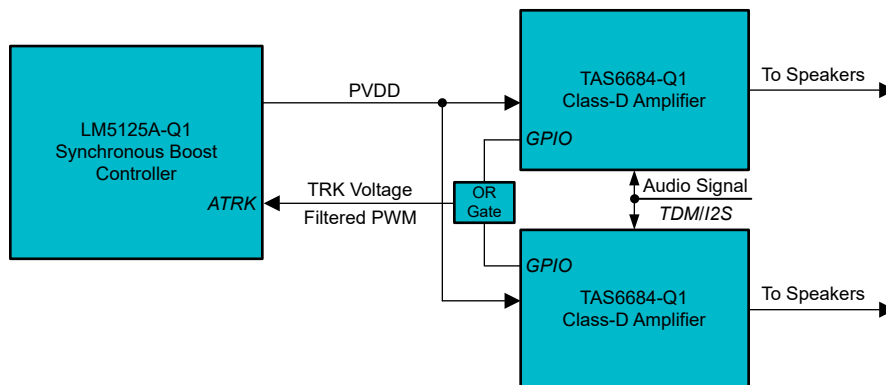 LM5125A-Q1
Synchronous Boost
Controller
ATRK
PVDD
TRK Voltage
Filtered PWM
OR
Gate
TAS6684-Q1
Class-D Amplifier
GPIO
To Speakers
Audio Signal
TDM/I2S
GPIO
TAS6684-Q1
Class-D Amplifier
To Speakers